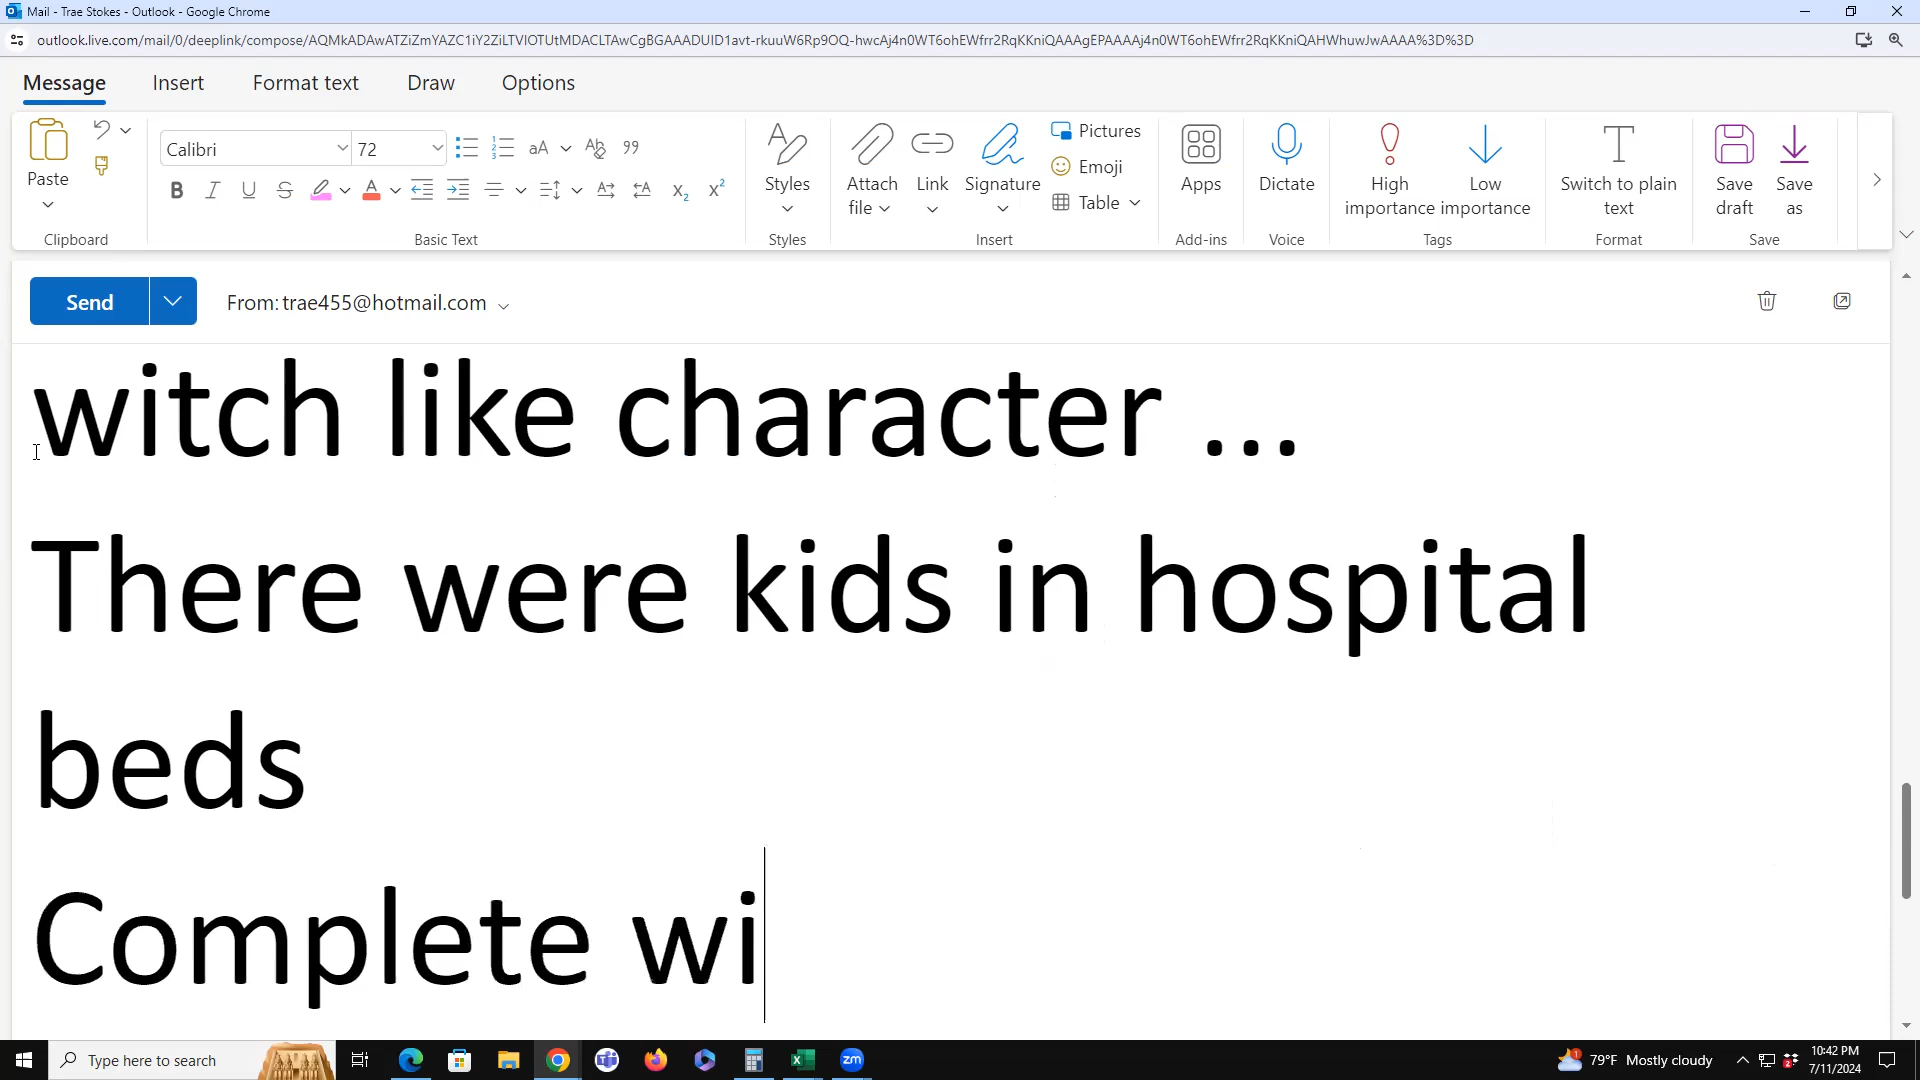 Mail - Trae Stokes - Outlook - Google Chrome
outlook.live.com/mail/0/deeplink/compose/AQMkADAwATZiZmYAZC1iY2ZiLTVlOTUtMDACLTAwCgBGAAADUID1avt-rkuuW6Rp9OQ-hwcAj4n0WT6ohEWfrr2RqKKniQAAAgEPAAAAj4n0WT6ohEWfrr2RqKKniQAHWhuwJwAAAA%3D%3D
Message Insert Format text Draw Options
Paste
Clipboard
Calibri 72
Basic Text
Styles
Styles
Attach file
Link
Signature
Pictures
Emoji
Table
Insert
Apps
Add-ins
Dictate
Voice
High importance
Low importance
Tags
Switch to plain text
Format
Save draft
Save as
Save
Send From: trae455@hotmail.com
witch like character ...
There were kids in hospital
beds
Complete wi
Type here to search
79°F Mostly cloudy
10:42 PM
7/11/2024